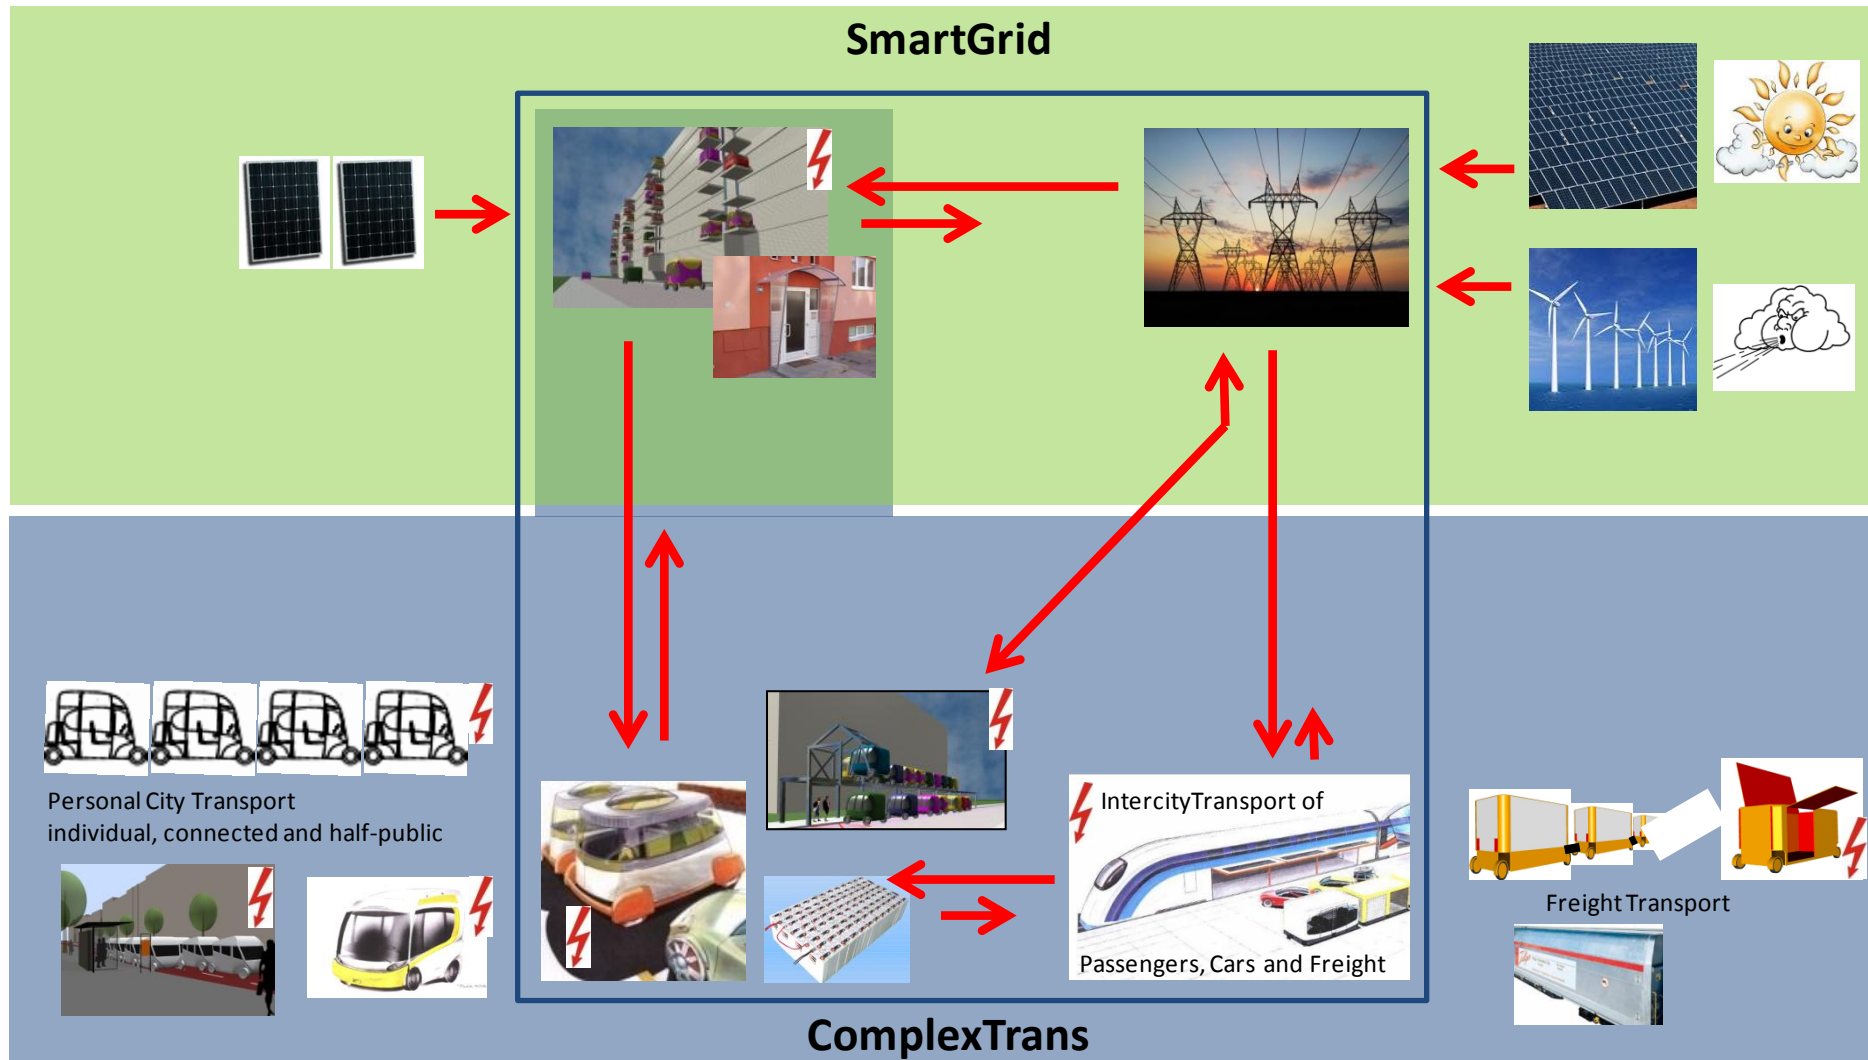 SmartGrid
Personal City Transport
individual, connected and half-public
IntercityTransport of
Passengers, Cars and Freight
Freight Transport
ComplexTrans